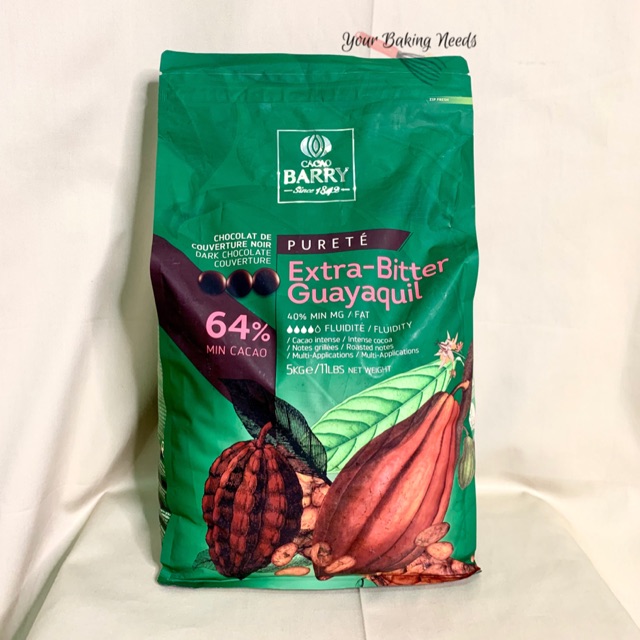 Your Baking Needs
ZIP FRESH
CACAO
BARRY
Since 1842
CHOCOLAT DE
COUVERTURE NOIR
DARK CHOCOLATE
COUVERTURE
64%
MIN CACAO
PURETÉ
Extra-Bitter
Guayaquil
40% MIN MG / FAT
FLUIDITÉ / FLUIDITY
/ Cacao intense / Intense cocoa
/ Notes grillées / Roasted notes
/ Multi-Applications / Multi-Applications
5KG e / 11LBS NET WEIGHT